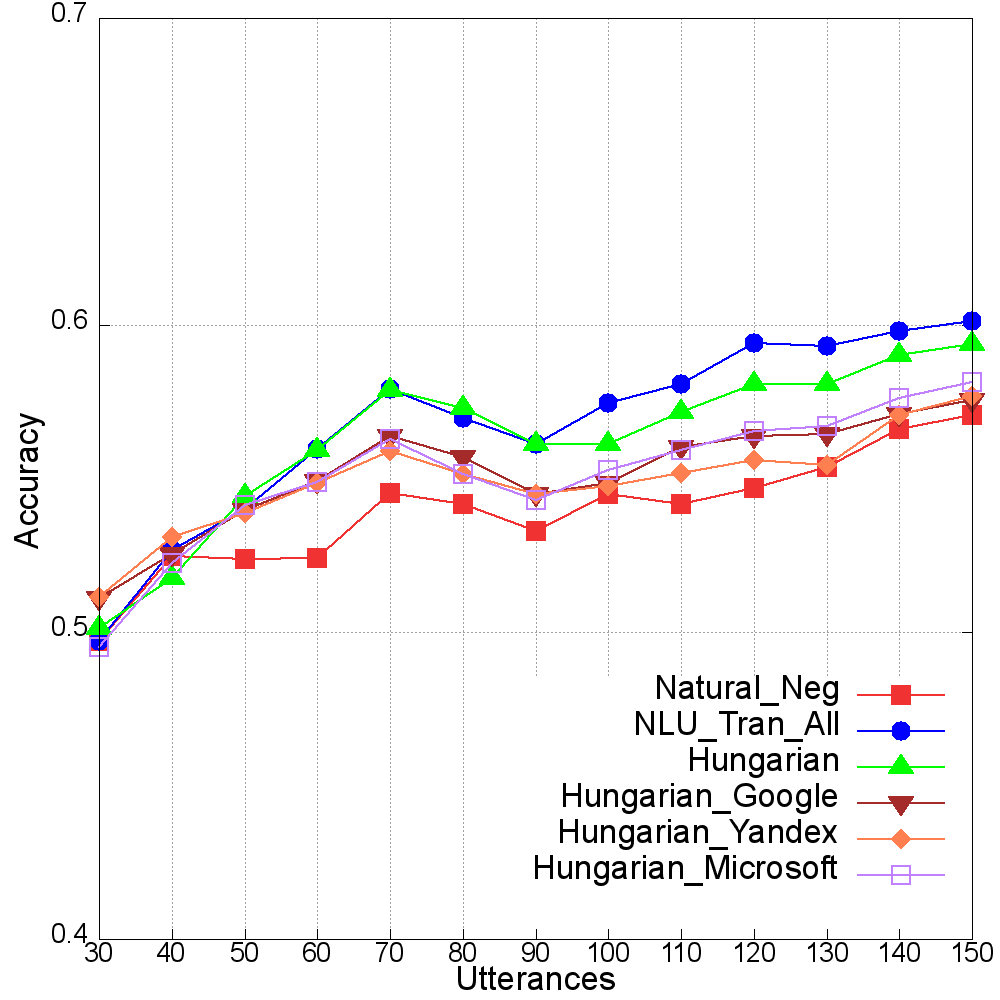 0.7
0.6
0.5
0.4
Accuracy
Natural_Neg
NLU_Tran_All
Hungarian
Hungarian_Google
Hungarian_Yandex
Hungarian_Microsoft
30 40 50 60 70 80 90 100 110 120 130 140 150
Utterances